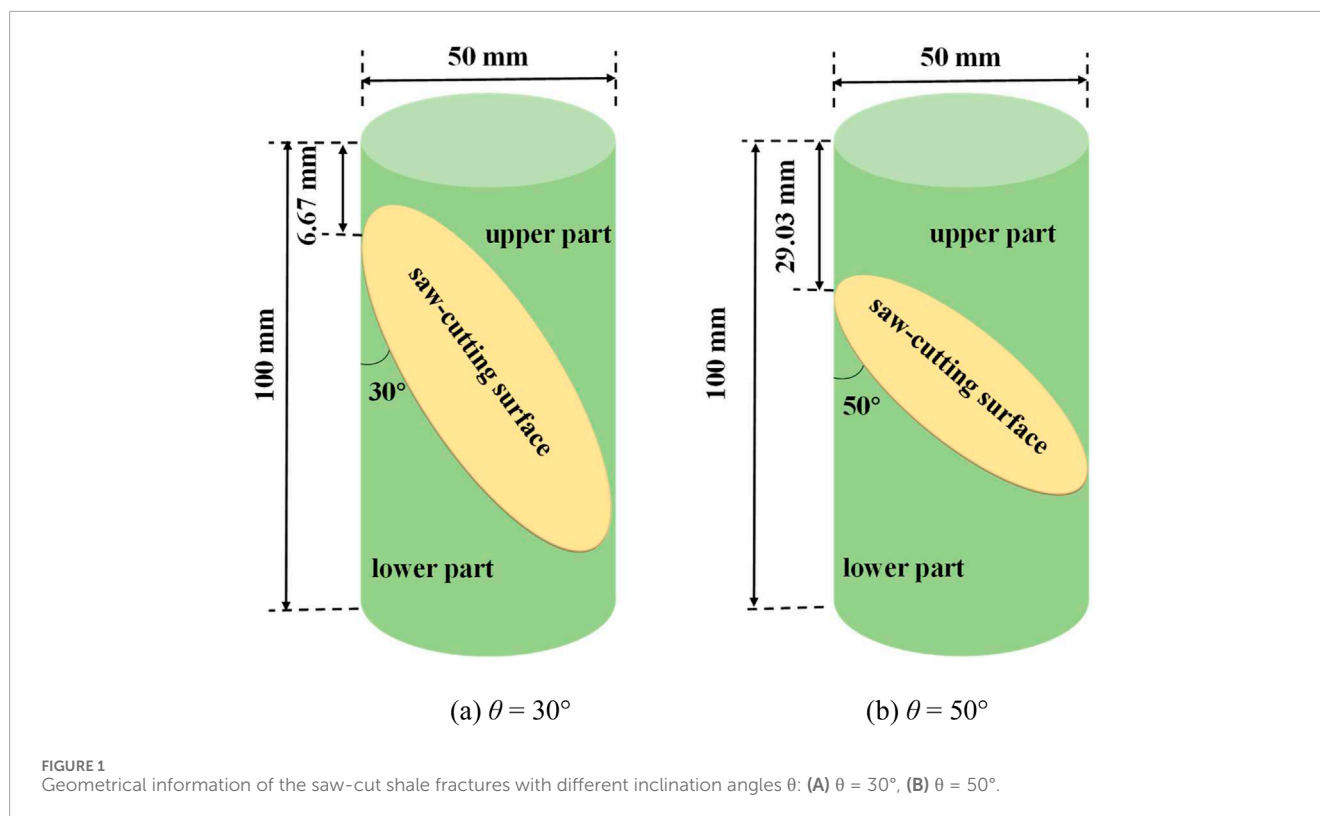 50 mm
6.67 mm
100 mm
upper part
saw-cutting surface
30°
lower part
(a) θ = 30°
50 mm
29.03 mm
100 mm
upper part
saw-cutting surface
50°
lower part
(b) θ = 50°
FIGURE 1
Geometrical information of the saw-cut shale fractures with different inclination angles θ: (A) θ = 30°, (B) θ = 50°.